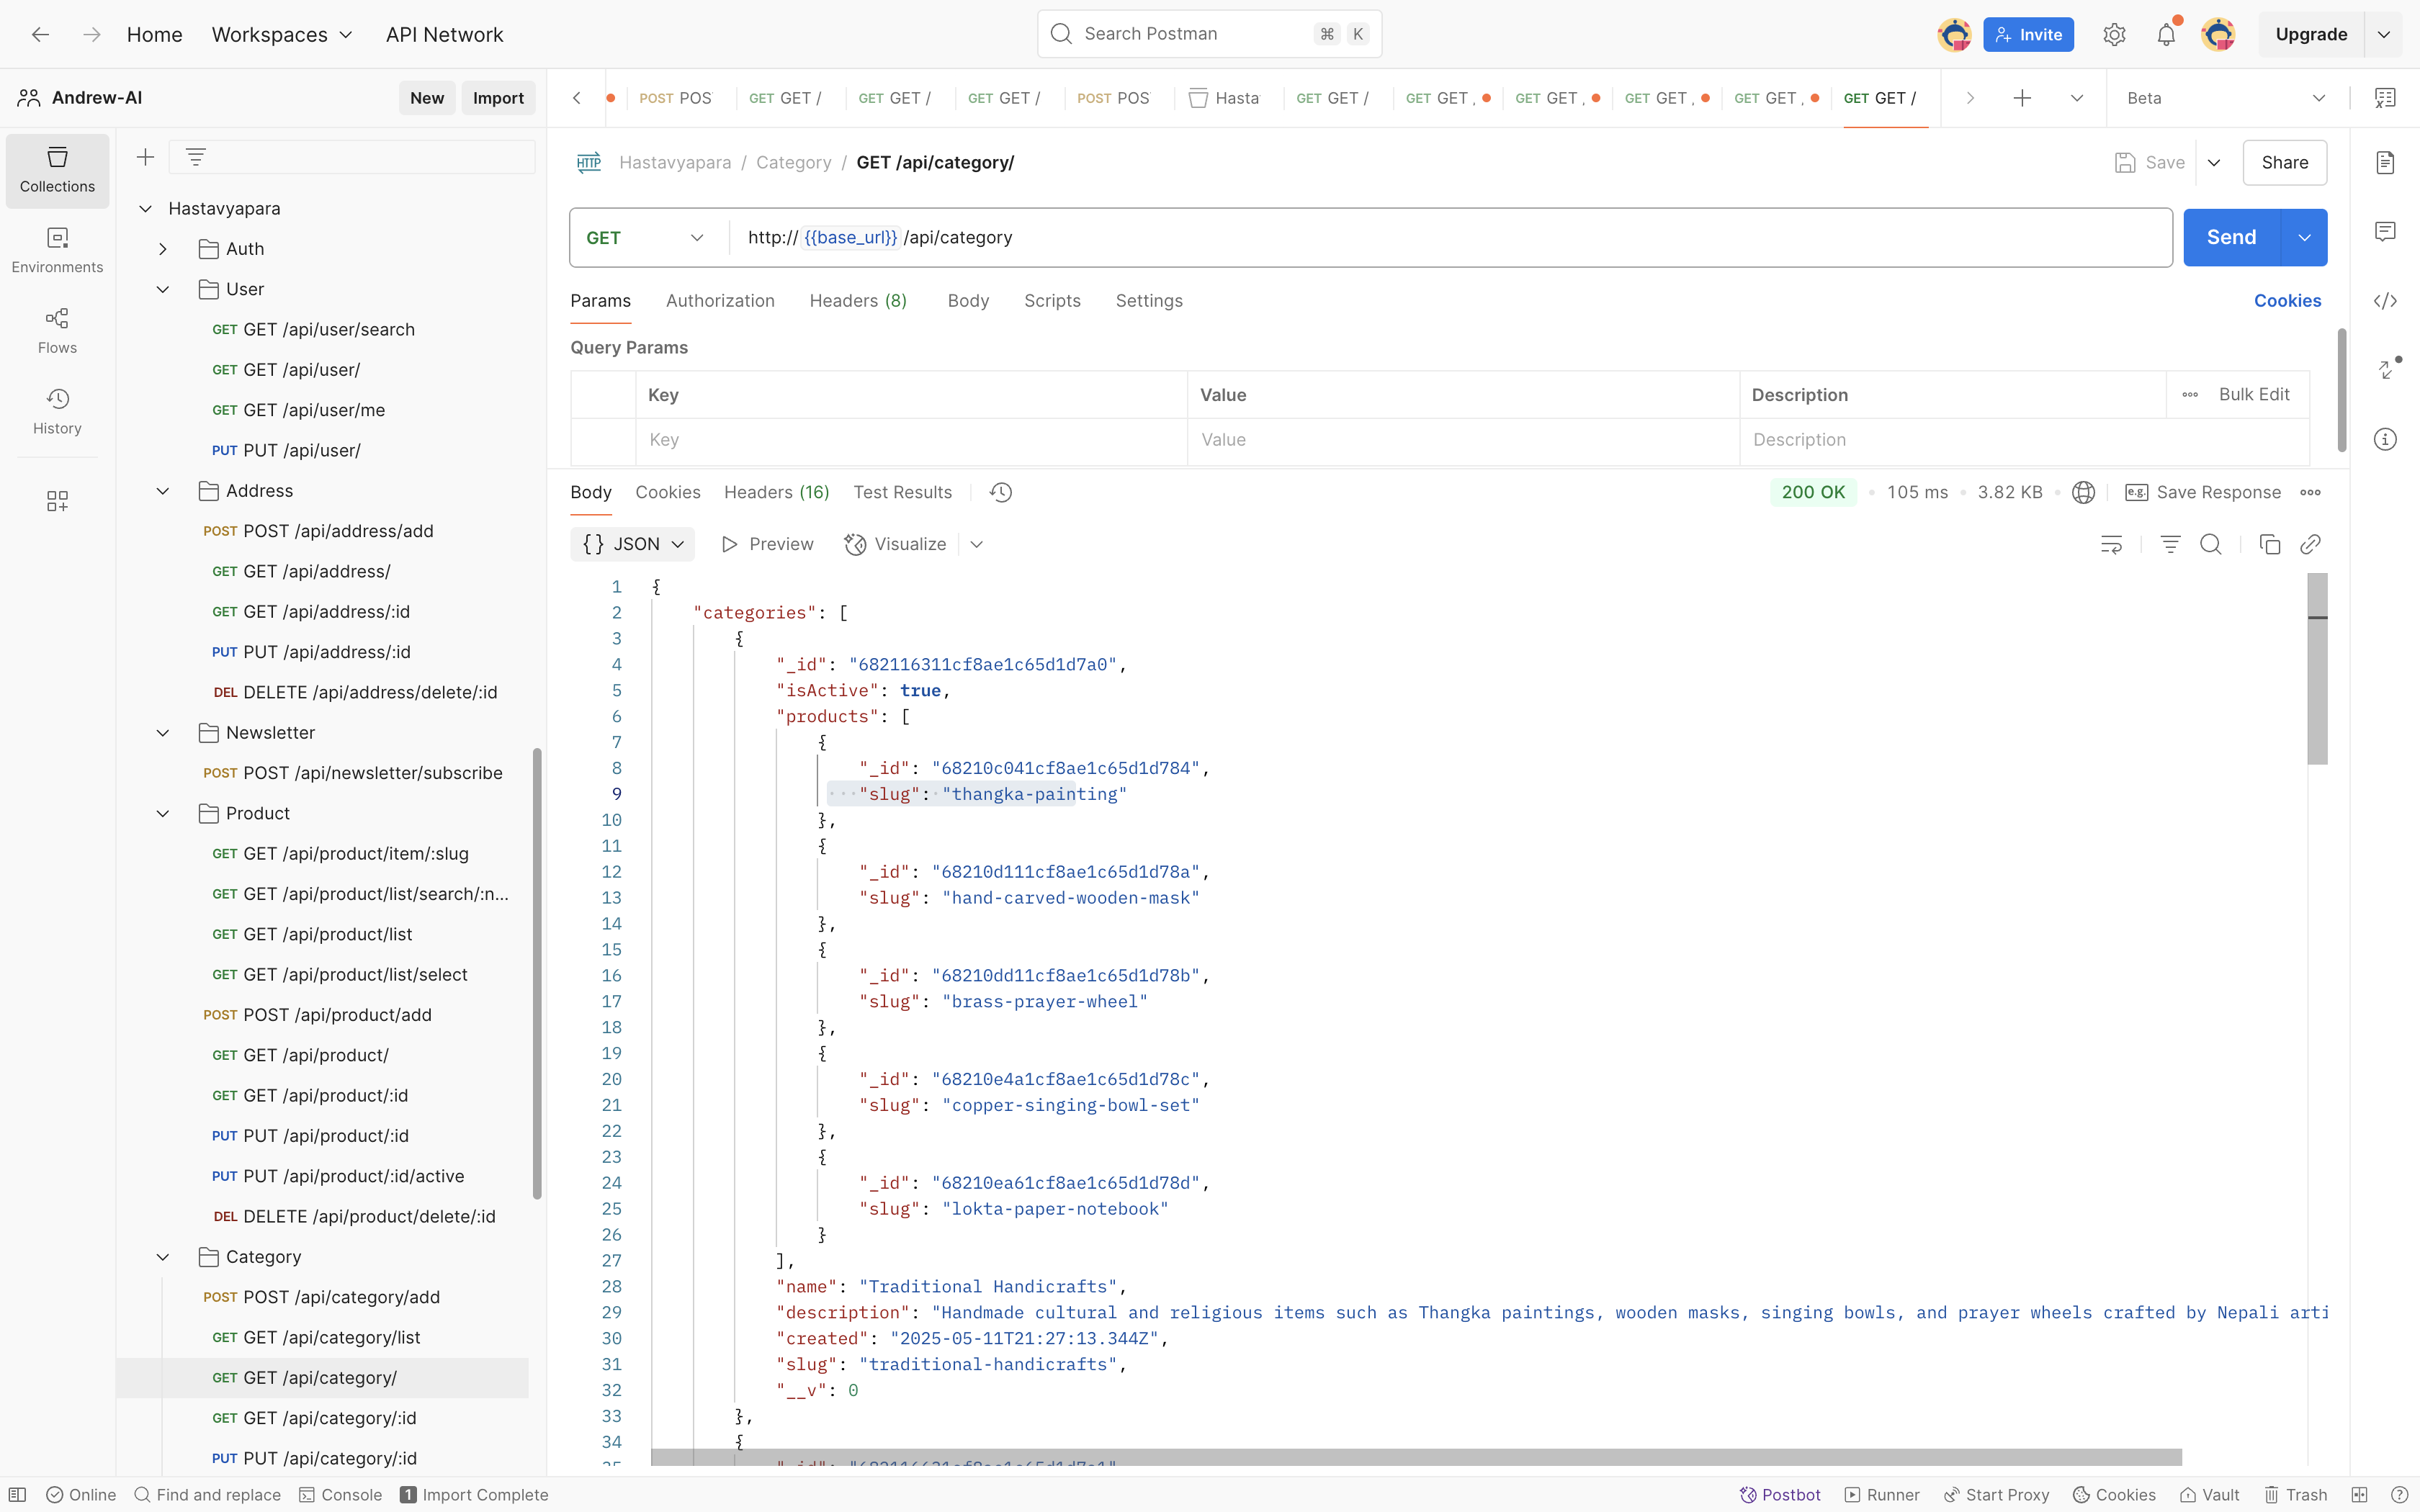 Home Workspaces API Network Search Postman ⌘ K Invite Upgrade
Andrew-AI New Import
POST POS GET GET / GET GET / GET GET / POST POS Hasta GET GET / GET GET , GET GET , GET GET , GET GET , GET GET / Beta
Collections
Environments
Flows
History
Hastavyapara
Auth
User
GET GET /api/user/search
GET GET /api/user/
GET GET /api/user/me
PUT PUT /api/user/
Address
POST POST /api/address/add
GET GET /api/address/
GET GET /api/address/:id
PUT PUT /api/address/:id
DEL DELETE /api/address/delete/:id
Newsletter
POST POST /api/newsletter/subscribe
Product
GET GET /api/product/item/:slug
GET GET /api/product/list/search/:n...
GET GET /api/product/list
GET GET /api/product/list/select
POST POST /api/product/add
GET GET /api/product/
GET GET /api/product/:id
PUT PUT /api/product/:id
PUT PUT /api/product/:id/active
DEL DELETE /api/product/delete/:id
Category
POST POST /api/category/add
GET GET /api/category/list
GET GET /api/category/
GET GET /api/category/:id
PUT PUT /api/category/:id
HTTP Hastavyapara / Category / GET /api/category/ Save Share
GET http://{{base_url}}/api/category Send
Params Authorization Headers (8) Body Scripts Settings Cookies
Query Params
Key Value Description Bulk Edit
Key Value Description
Body Cookies Headers (16) Test Results 200 OK 105 ms 3.82 KB e.g. Save Response
{} JSON Preview Visualize
1 {
2 "categories": [
3 {
4 "_id": "682116311cf8ae1c65d1d7a0",
5 "isActive": true,
6 "products": [
7 {
8 "_id": "68210c041cf8ae1c65d1d784",
9 "slug": "thangka-painting"
10 },
11 {
12 "_id": "68210d111cf8ae1c65d1d78a",
13 "slug": "hand-carved-wooden-mask"
14 },
15 {
16 "_id": "68210dd11cf8ae1c65d1d78b",
17 "slug": "brass-prayer-wheel"
18 },
19 {
20 "_id": "68210e4a1cf8ae1c65d1d78c",
21 "slug": "copper-singing-bowl-set"
22 },
23 {
24 "_id": "68210ea61cf8ae1c65d1d78d",
25 "slug": "lokta-paper-notebook"
26 }
27 ],
28 "name": "Traditional Handicrafts",
29 "description": "Handmade cultural and religious items such as Thangka paintings, wooden masks, singing bowls, and prayer wheels crafted by Nepali arti
30 "created": "2025-05-11T21:27:13.344Z",
31 "slug": "traditional-handicrafts",
32 "__v": 0
33 },
34 {
Online Find and replace Console 1 Import Complete Postbot Runner Start Proxy Cookies Vault Trash